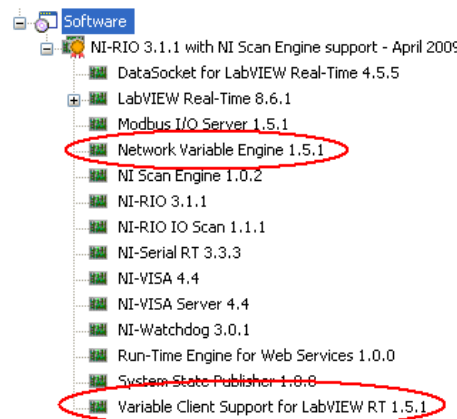 Software
NI-RIO 3.1.1 with NI Scan Engine support - April 2009
DataSocket for LabVIEW Real-Time 4.5.5
LabVIEW Real-Time 8.6.1
Modbus I/O Server 1.5.1
Network Variable Engine 1.5.1
NI Scan Engine 1.0.2
NI-RIO 3.1.1
NI-RIO IO Scan 1.1.1
NI-Serial RT 3.3.3
NI-VISA 4.4
NI-VISA Server 4.4
NI-Watchdog 3.0.1
Run-Time Engine for Web Services 1.0.0
System State Publisher 1.0.0
Variable Client Support for LabVIEW RT 1.5.1